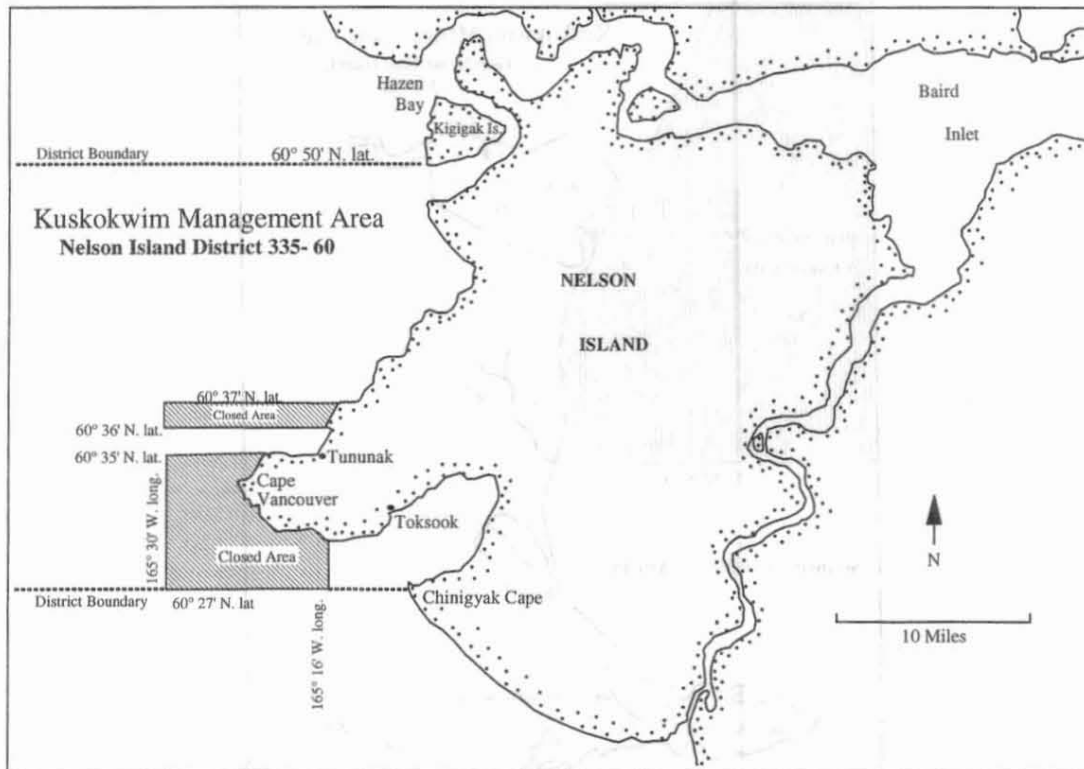 Hazen
Bay
Kigigak Is.
Baird
Inlet
District Boundary
60° 50' N. lat.
Kuskokwim Management Area
Nelson Island District 335- 60
NELSON
ISLAND
60° 37' N. lat.
Closed Area
60° 36' N. lat.
60° 35' N. lat.
Tununak
Cape
Vancouver
Toksook
165° 30' W. long.
Closed Area
N
District Boundary
60° 27' N. lat
Chinigyak Cape
165° 16' W. long.
10 Miles